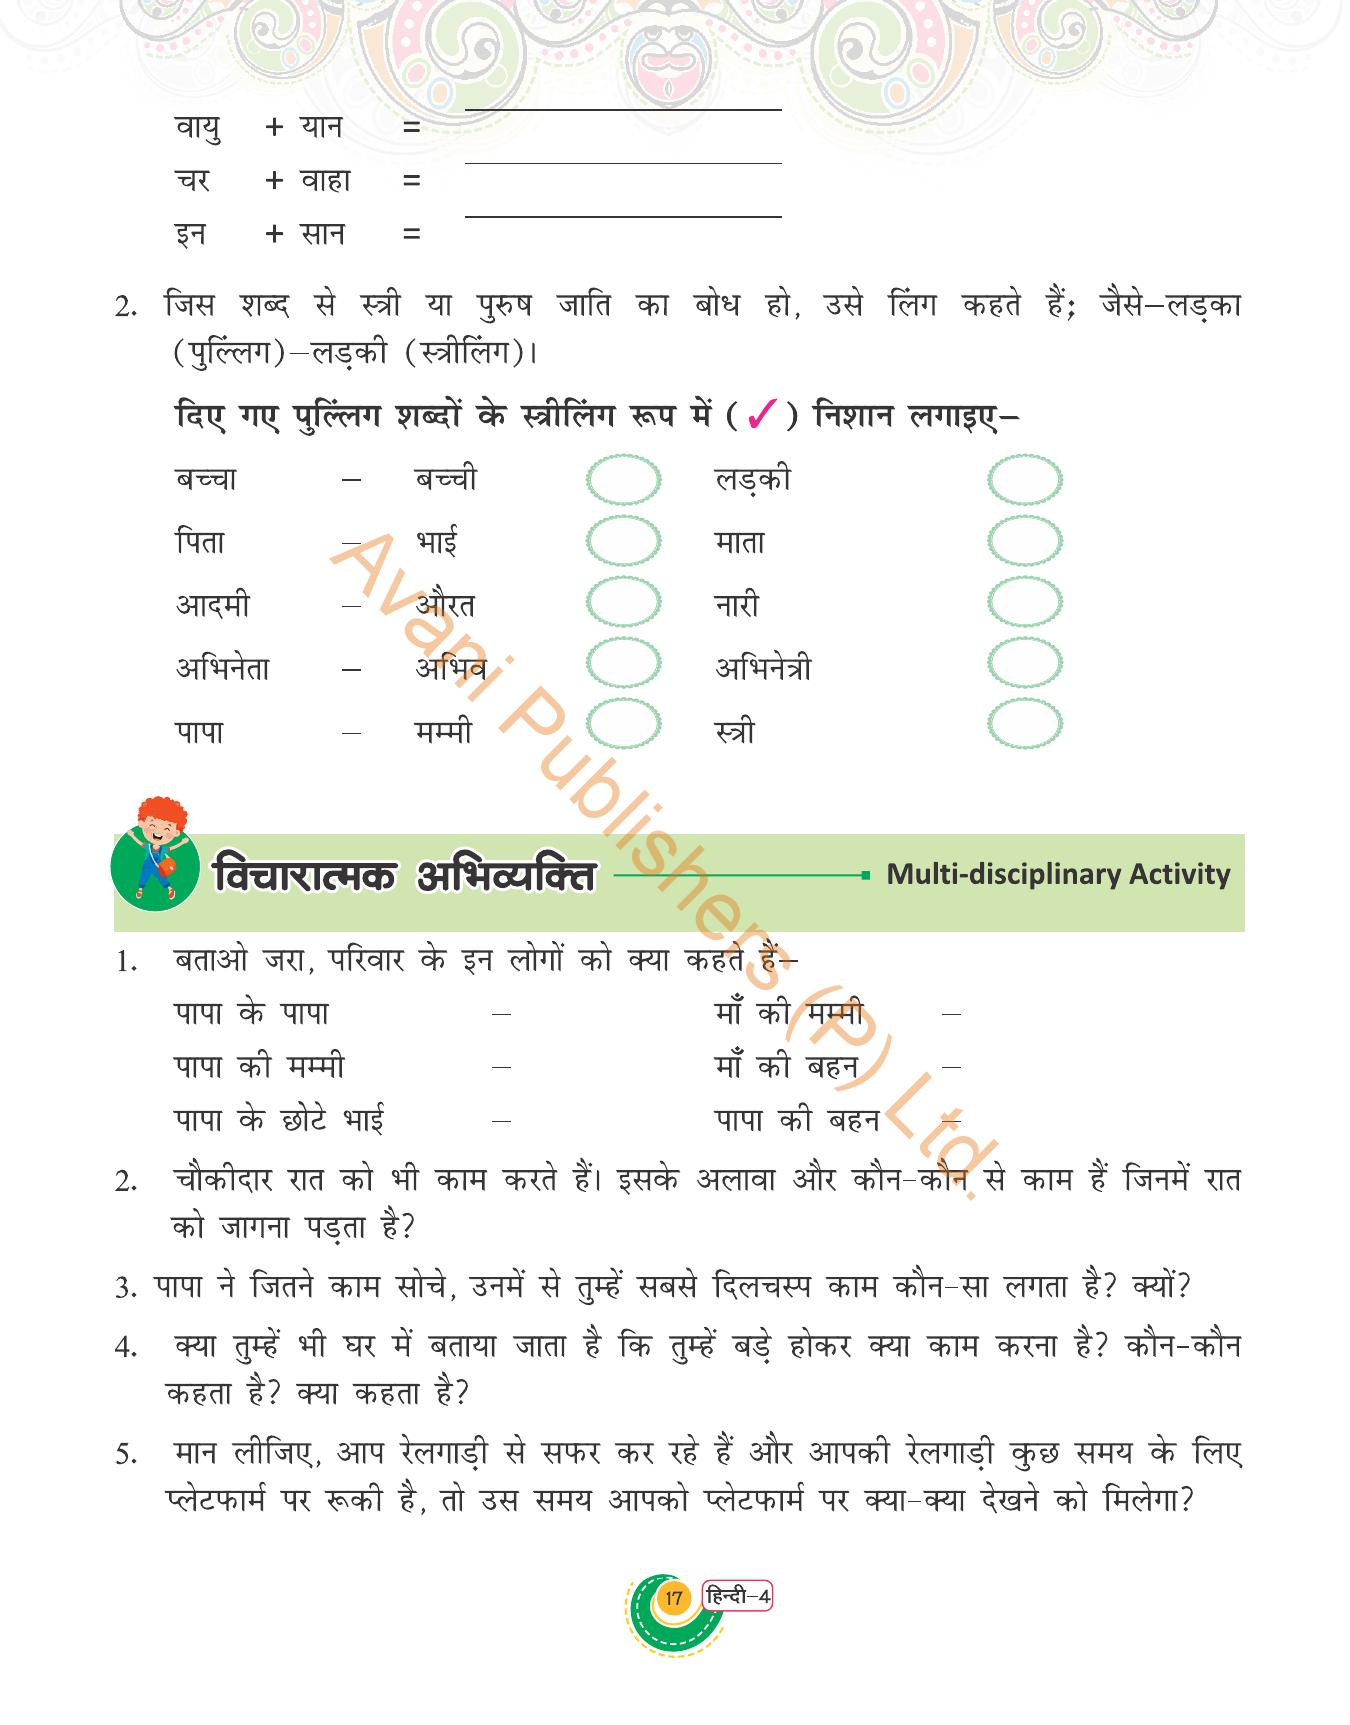 वायु + यान =
चर + वाहा =
इन + सान =
2. जिस शब्द से स्त्री या पुरुष जाति का बोध हो, उसे लिंग कहते हैं; जैसे–लड़का
(पुल्लिंग)–लड़की (स्त्रीलिंग)।
दिए गए पुल्लिंग शब्दों के स्त्रीलिंग रूप में (✓) निशान लगाइए–
बच्चा – बच्ची लड़की
पिता – भाई माता
आदमी – औरत नारी
अभिनेता – अभिव अभिनेत्री
पापा – मम्मी स्त्री
Avani Publishers (P) Ltd.
विचारात्मक अभिव्यक्ति Multi-disciplinary Activity
1. बताओ जरा, परिवार के इन लोगों को क्या कहते हैं–
पापा के पापा – माँ की मम्मी –
पापा की मम्मी – माँ की बहन –
पापा के छोटे भाई – पापा की बहन –
2. चौकीदार रात को भी काम करते हैं। इसके अलावा और कौन-कौन से काम हैं जिनमें रात
को जागना पड़ता है?
3. पापा ने जितने काम सोचे, उनमें से तुम्हें सबसे दिलचस्प काम कौन-सा लगता है? क्यों?
4. क्या तुम्हें भी घर में बताया जाता है कि तुम्हें बड़े होकर क्या काम करना है? कौन-कौन
कहता है? क्या कहता है?
5. मान लीजिए, आप रेलगाड़ी से सफर कर रहे हैं और आपकी रेलगाड़ी कुछ समय के लिए
प्लेटफार्म पर रूकी है, तो उस समय आपको प्लेटफार्म पर क्या-क्या देखने को मिलेगा?
17 हिन्दी–4